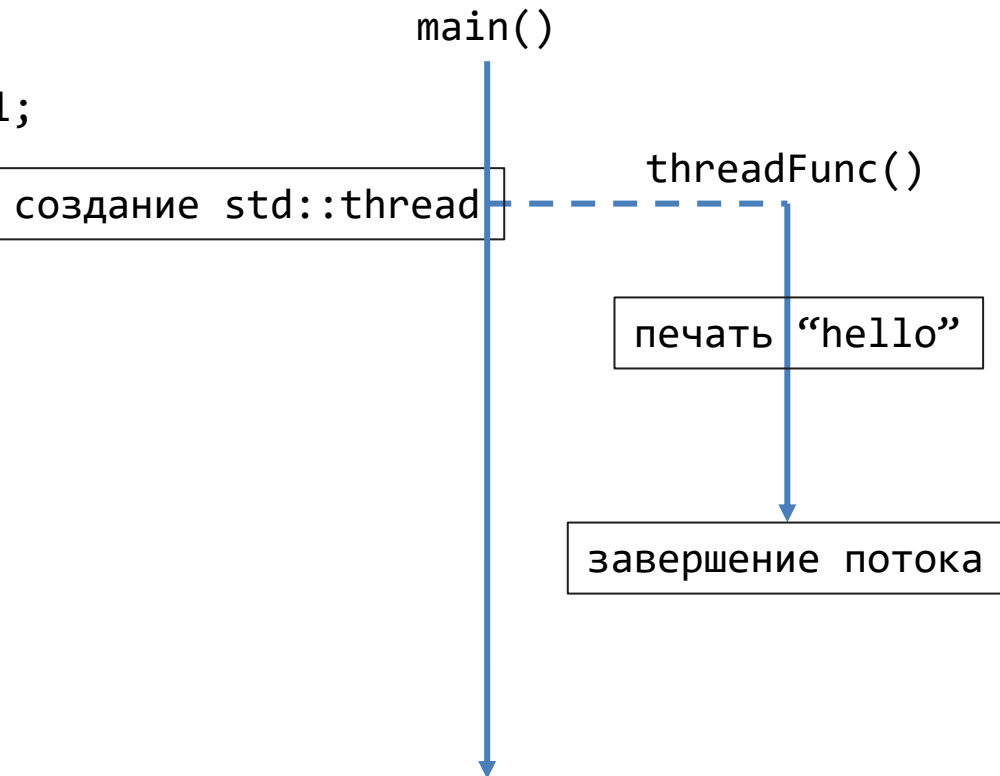 main()
l;
threadFunc()
создание std::thread
печать “hello”
завершение потока